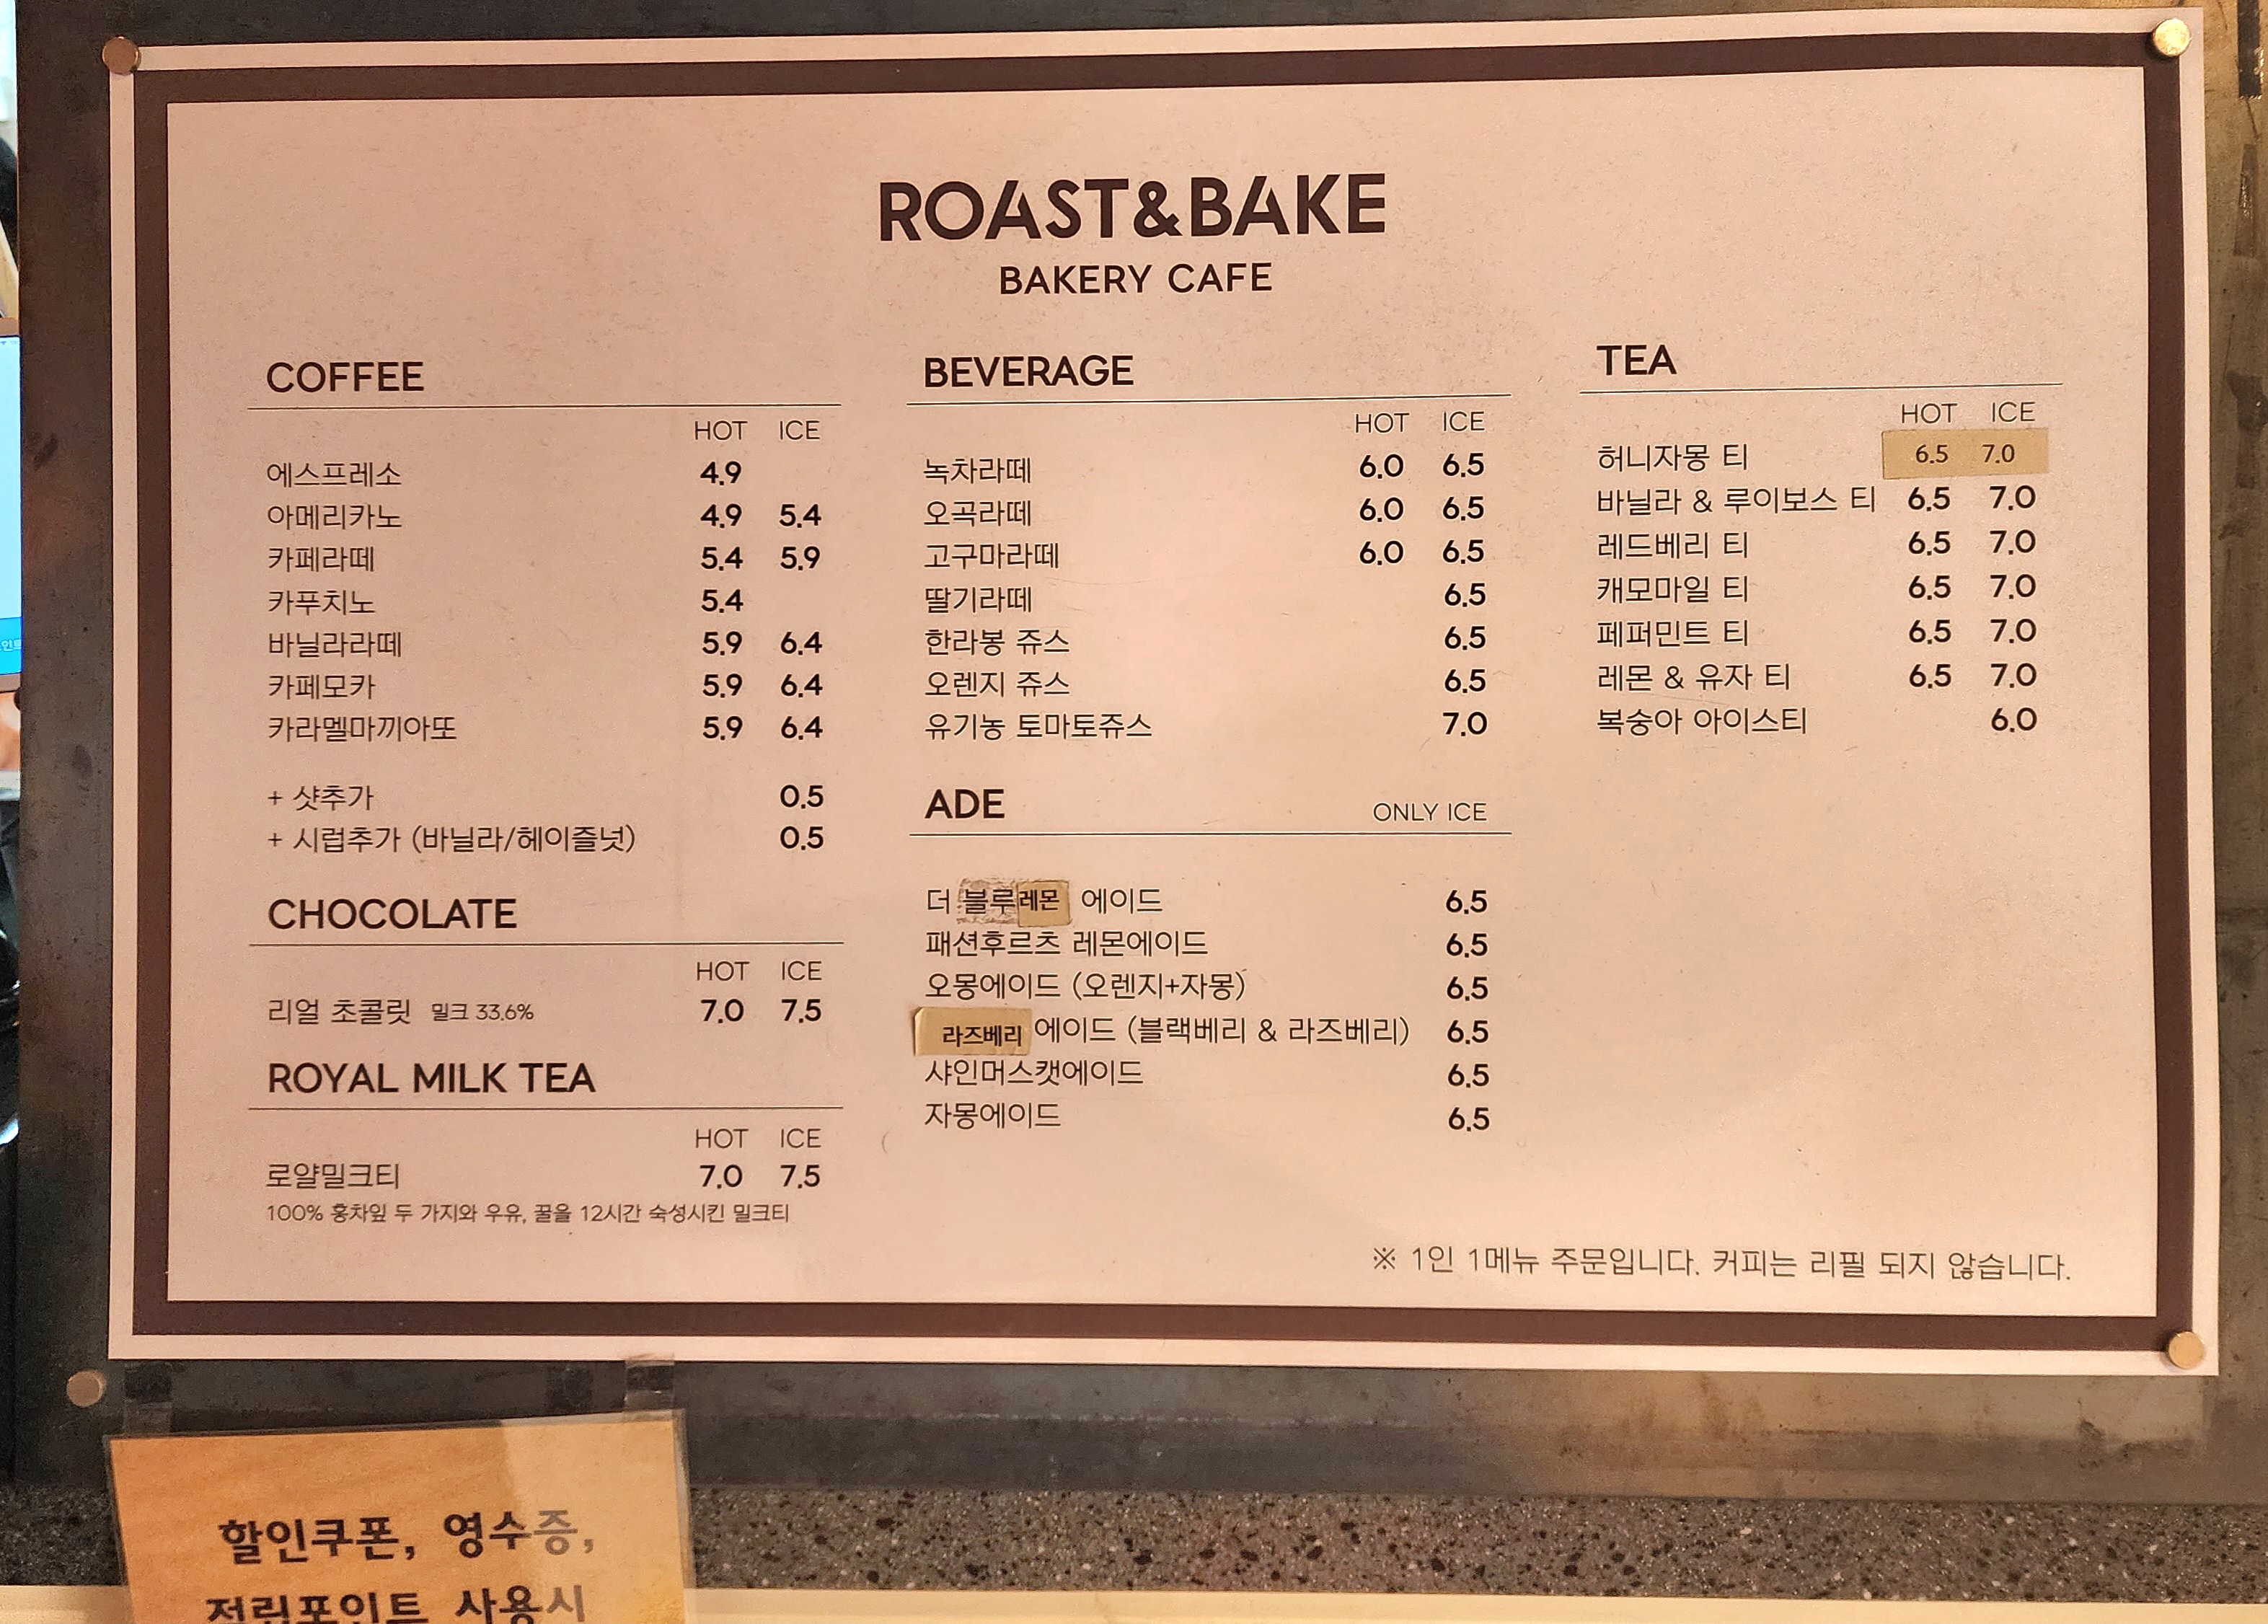 ROAST&BAKE
BAKERY CAFE
COFFEE
HOT ICE
에스프레소 4.9
아메리카노 4.9 5.4
카페라떼 5.4 5.9
카푸치노 5.4
바닐라라떼 5.9 6.4
카페모카 5.9 6.4
카라멜마끼아또 5.9 6.4
+ 샷추가 0.5
+ 시럽추가 (바닐라/헤이즐넛) 0.5
CHOCOLATE
HOT ICE
리얼 초콜릿 밀크 33.6% 7.0 7.5
ROYAL MILK TEA
HOT ICE
로얄밀크티 7.0 7.5
100% 홍차잎 두 가지와 우유, 꿀을 12시간 숙성시킨 밀크티
BEVERAGE
HOT ICE
녹차라떼 6.0 6.5
오곡라떼 6.0 6.5
고구마라떼 6.0 6.5
딸기라떼 6.5
한라봉 쥬스 6.5
오렌지 쥬스 6.5
유기농 토마토쥬스 7.0
ADE ONLY ICE
더 블루레몬 에이드 6.5
패션후르츠 레몬에이드 6.5
오몽에이드 (오렌지+자몽) 6.5
라즈베리 에이드 (블랙베리 & 라즈베리) 6.5
샤인머스캣에이드 6.5
자몽에이드 6.5
TEA
HOT ICE
허니자몽 티 6.5 7.0
바닐라 & 루이보스 티 6.5 7.0
레드베리 티 6.5 7.0
캐모마일 티 6.5 7.0
페퍼민트 티 6.5 7.0
레몬 & 유자 티 6.5 7.0
복숭아 아이스티 6.0
※ 1인 1메뉴 주문입니다. 커피는 리필 되지 않습니다.
할인쿠폰, 영수증,
적립포인트 사용시